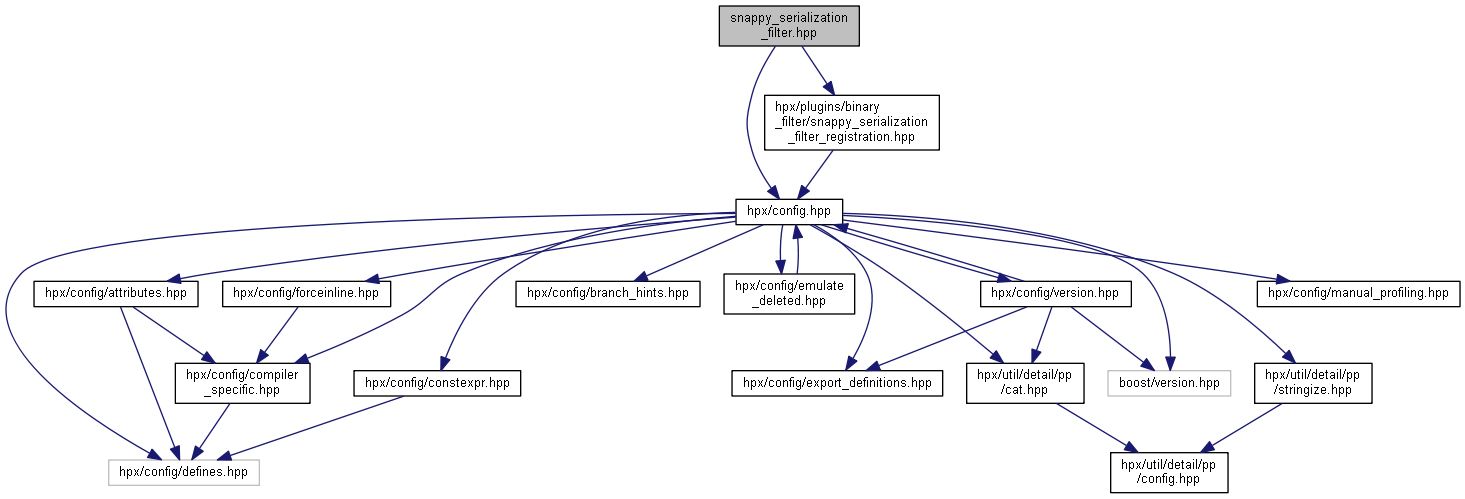 snappy_serialization
_filter.hpp
hpx/plugins/binary
_filter/snappy_serialization
_filter_registration.hpp
hpx/config.hpp
hpx/config/attributes.hpp
hpx/config/forceinline.hpp
hpx/config/branch_hints.hpp
hpx/config/emulate
_deleted.hpp
hpx/config/version.hpp
hpx/config/manual_profiling.hpp
hpx/config/compiler
_specific.hpp
hpx/config/constexpr.hpp
hpx/config/export_definitions.hpp
hpx/util/detail/pp
/cat.hpp
boost/version.hpp
hpx/util/detail/pp
/stringize.hpp
hpx/config/defines.hpp
hpx/util/detail/pp
/config.hpp